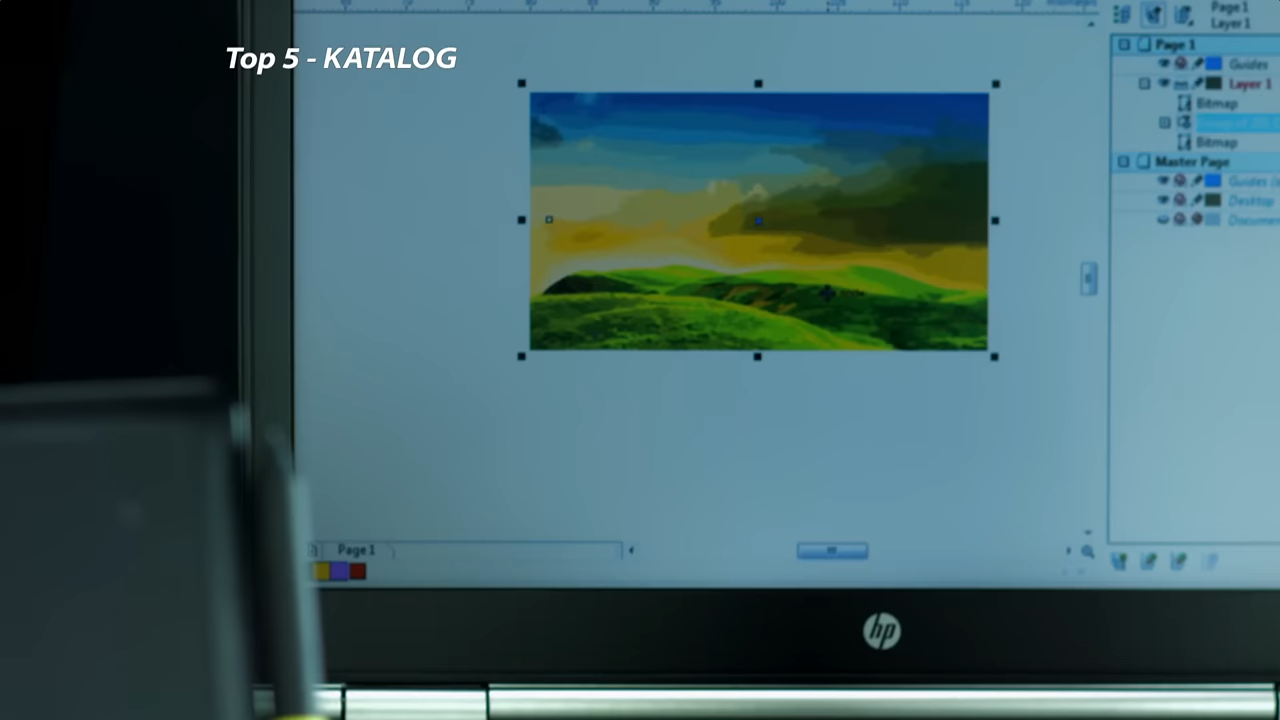 Top 5 - KATALOG
Page 1
Layer 1
Page 1
Guides
Layer 1
Bitmap
Bitmap
Master Page
Guides
Desktop
Page 1
hp